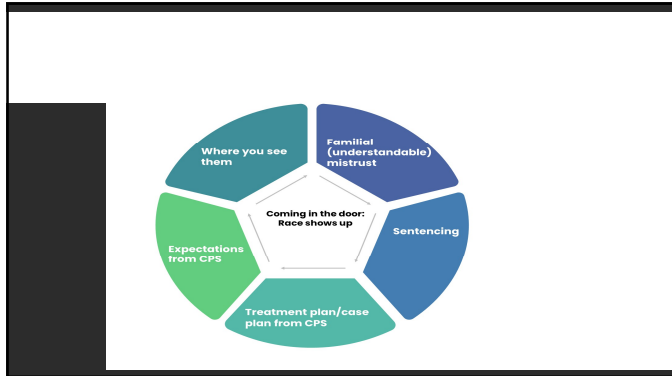 Where you see
them
Familial
(understandable)
mistrust
Coming in the door:
Race shows up
Sentencing
Expectations
from CPS
Treatment plan/case
plan from CPS